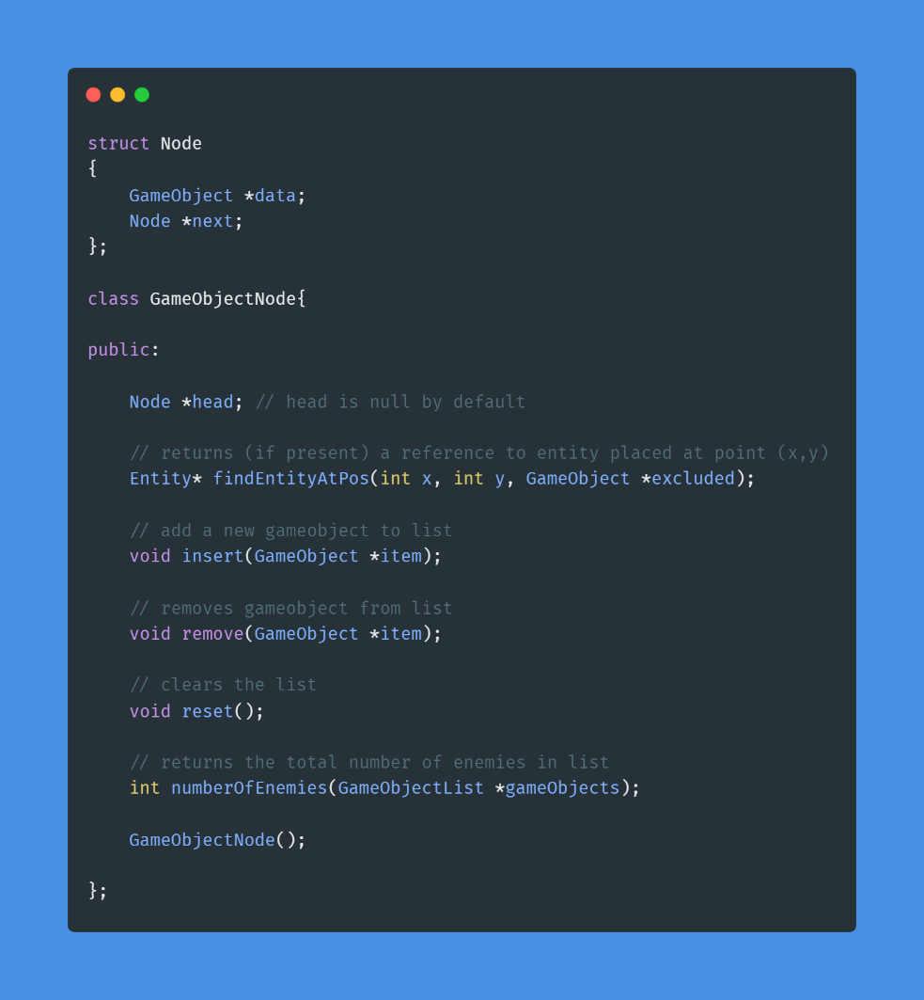 struct Node
{
    GameObject *data;
    Node *next;
};

class GameObjectNode{

public:

    Node *head; // head is null by default

    // returns (if present) a reference to entity placed at point (x,y)
    Entity* findEntityAtPos(int x, int y, GameObject *excluded);

    // add a new gameobject to list
    void insert(GameObject *item);

    // removes gameobject from list
    void remove(GameObject *item);

    // clears the list
    void reset();

    // returns the total number of enemies in list
    int numberOfEnemies(GameObjectList *gameObjects);

    GameObjectNode();

};